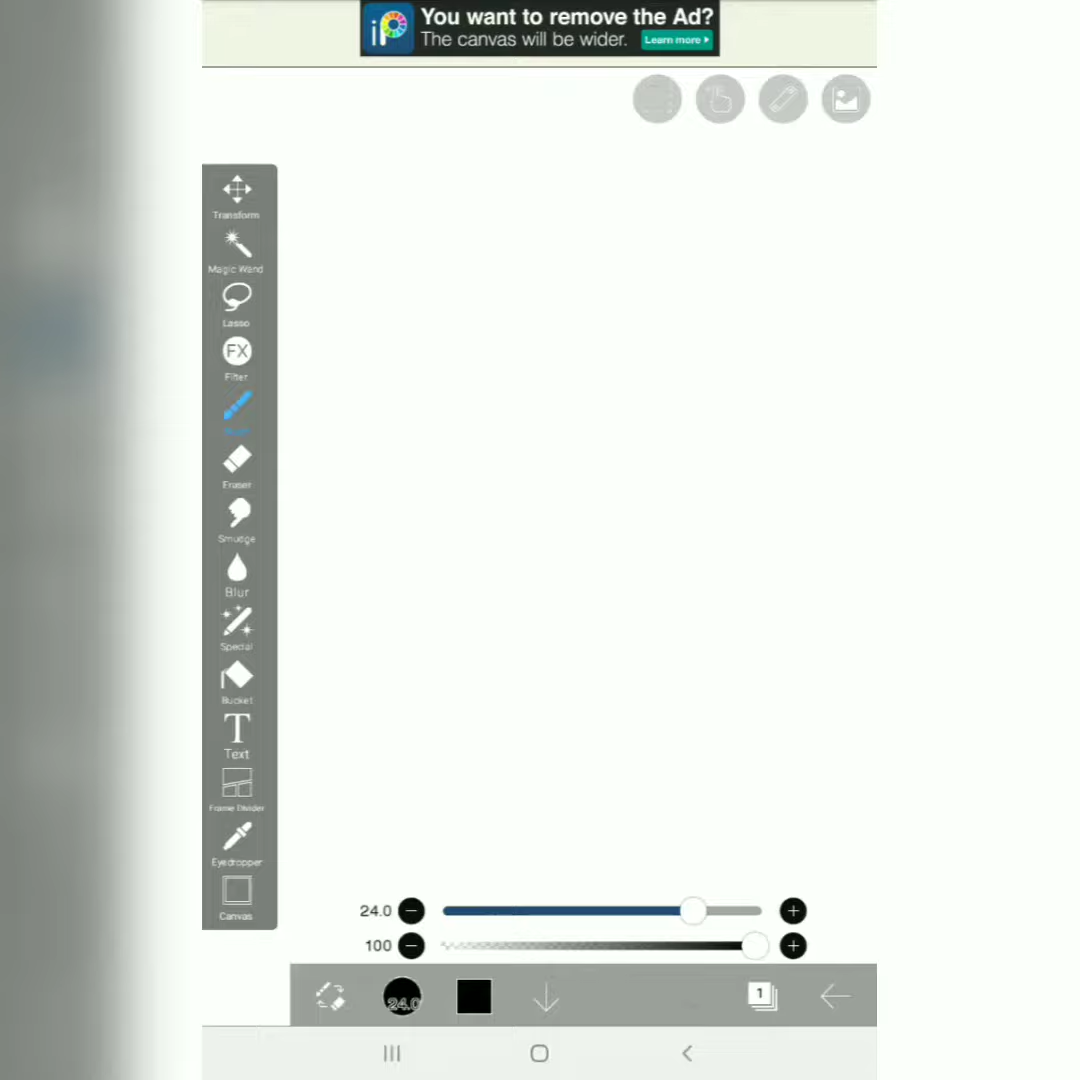 iP
You want to remove the Ad?
The canvas will be wider.
Learn more
Transform
Magic Wand
Lasso
FX
Filter
Eraser
Smudge
Blur
Special
Bucket
T
Text
Frame Divider
Eyedropper
Canvas
24.0
100
24.0
1